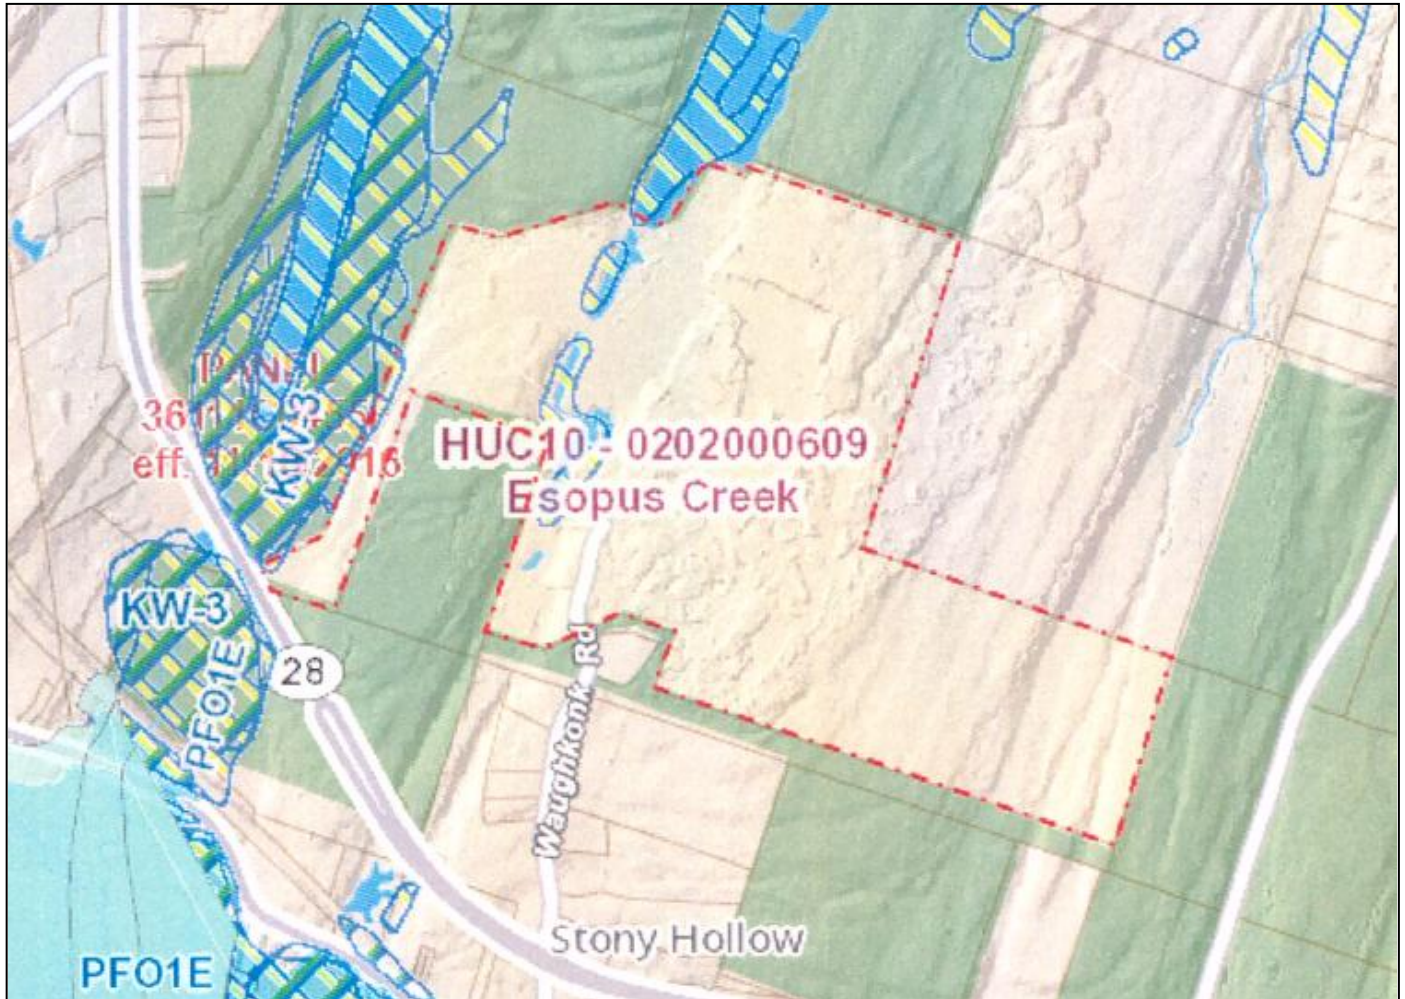 KW-3
HUC10 - 0202000609
Esopus Creek
KW-3
PFO1E
28
Waughkonk Rd
Stony Hollow
PFO1E